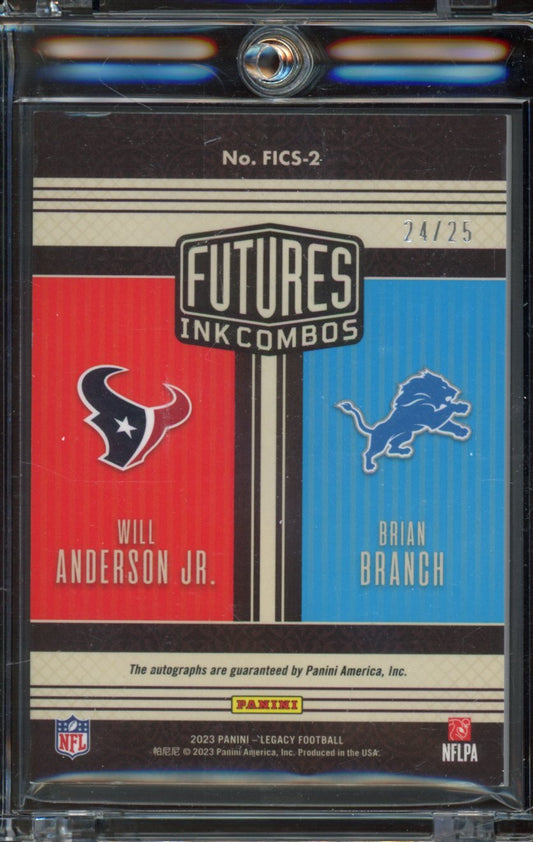 No. FICS-2
24/25
FUTURES
INK COMBOS
WILL
ANDERSON JR.
BRIAN
BRANCH
The autographs are guaranteed by Panini America, Inc.
PANINI
NFL
2023 PANINI – LEGACY FOOTBALL
帕尼尼 © 2023 Panini America, Inc. Produced in the USA.
NFLPA